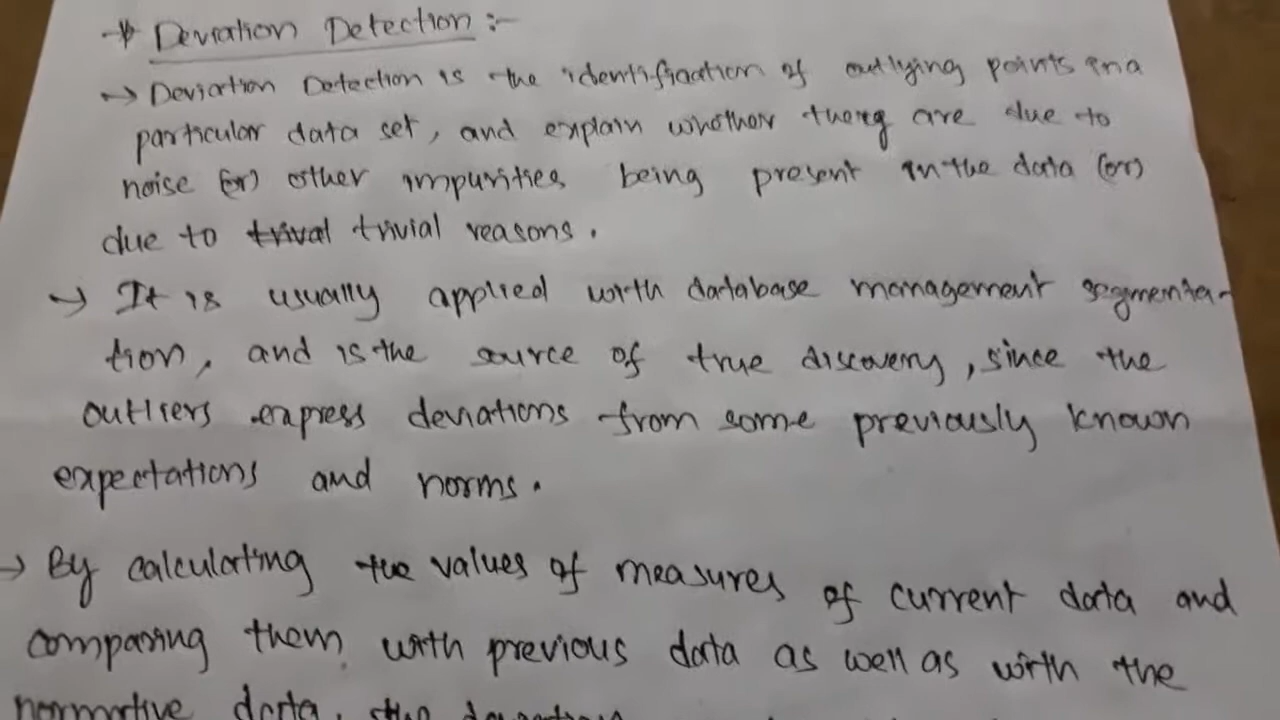 * Deviation Detection :-
→ Deviation Detection is the identification of outlying points in a
particular data set, and explain whether they are due to
noise (or) other impurities being present in the data (or)
due to trival trivial reasons.
→ It is usually applied with database management segmenta-
tion, and is the source of true discovery, since the
outliers express deviations from some previously known
expectations and norms.
→ By calculating the values of measures of current data and
comparing them with previous data as well as with the
normative data, the